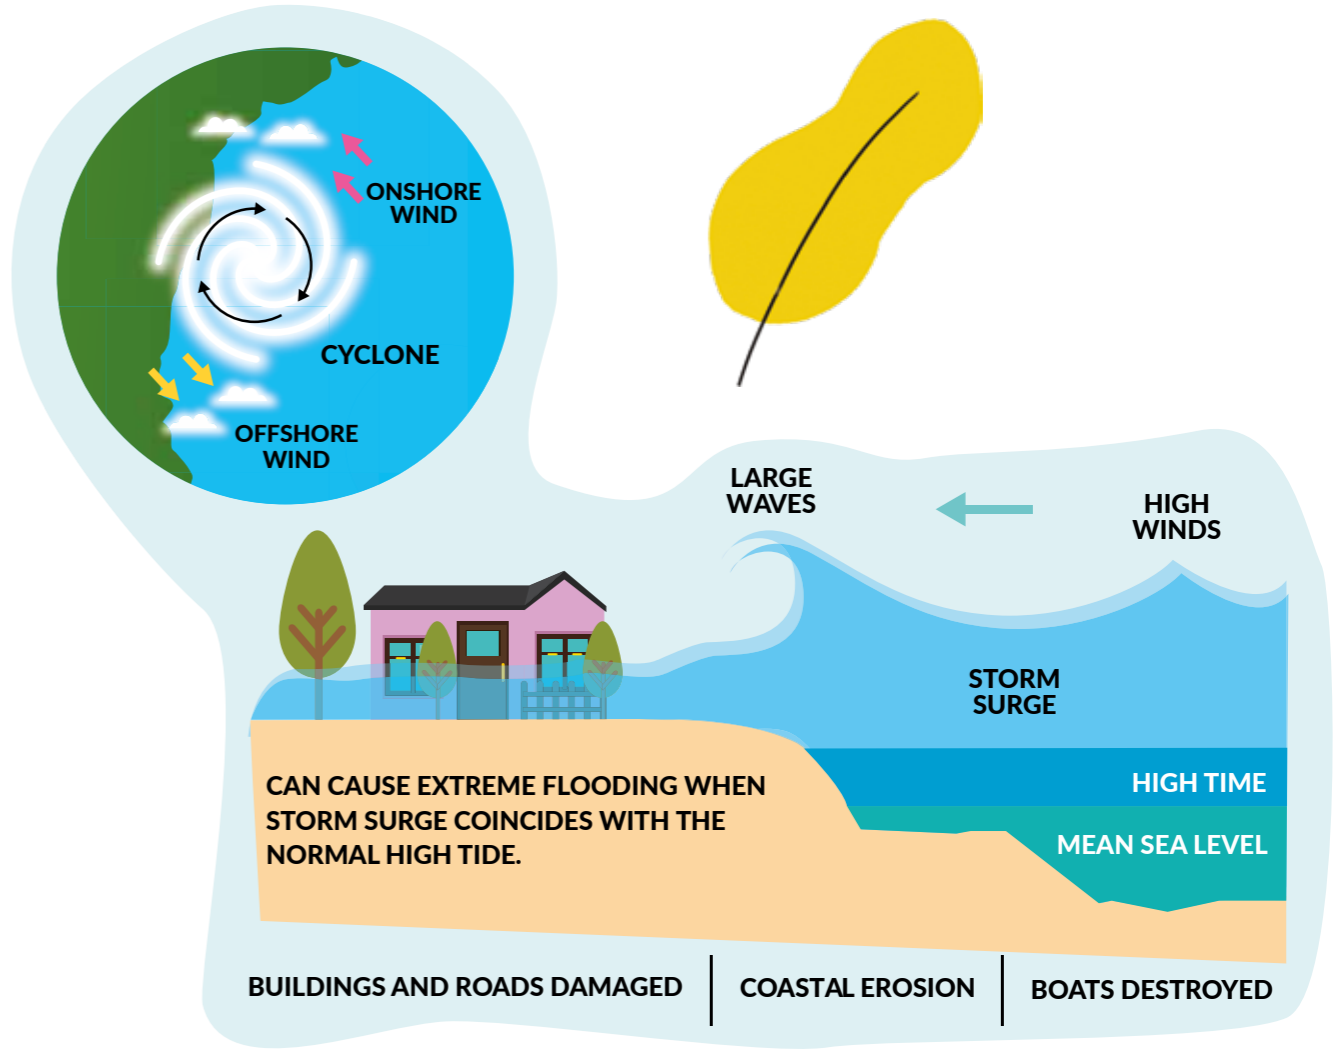 ONSHORE
WIND
CYCLONE
OFFSHORE
WIND
LARGE
WAVES
HIGH
WINDS
STORM
SURGE
HIGH TIME
MEAN SEA LEVEL
CAN CAUSE EXTREME FLOODING WHEN
STORM SURGE COINCIDES WITH THE
NORMAL HIGH TIDE.
BUILDINGS AND ROADS DAMAGED
COASTAL EROSION
BOATS DESTROYED